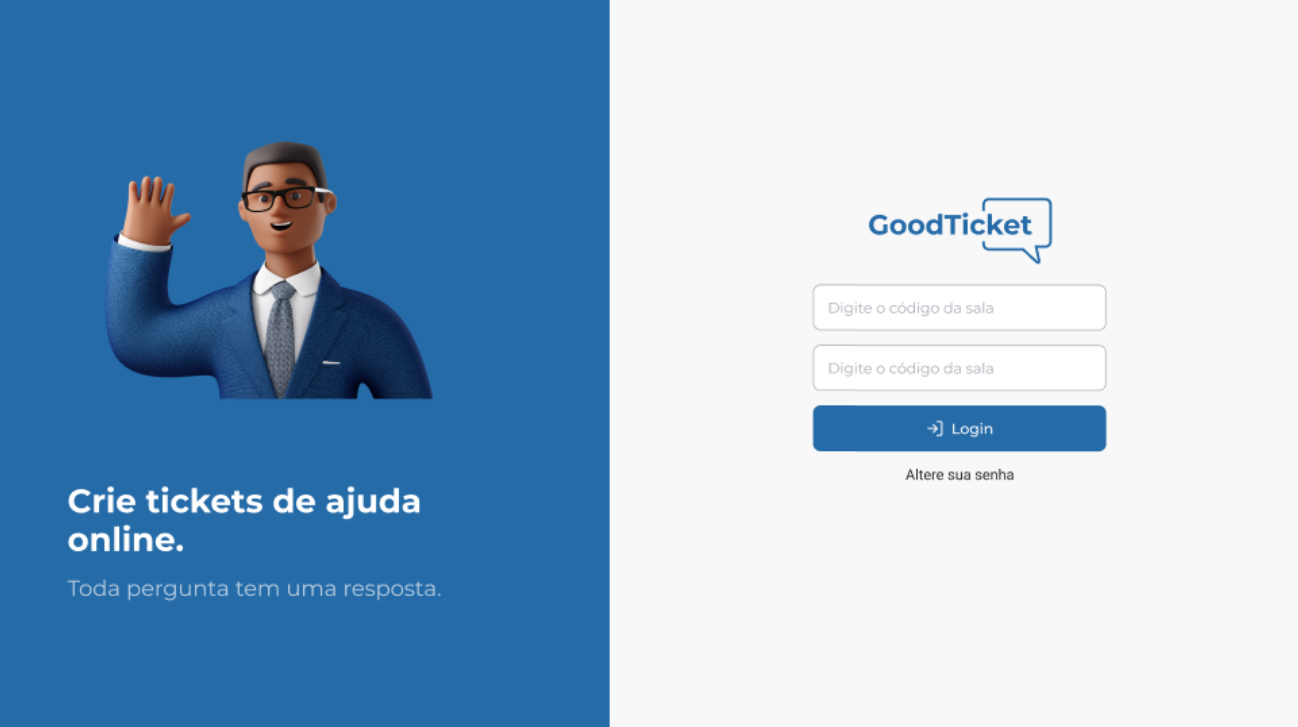 Crie tickets de ajuda
online.
Toda pergunta tem uma resposta.
GoodTicket
Digite o código da sala
Digite o código da sala
Login
Altere sua senha